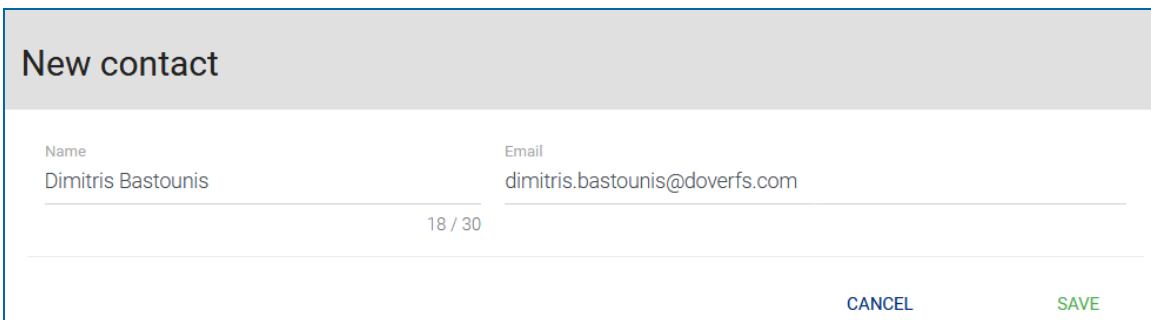 New contact
Name
Dimitris Bastounis
18 / 30
Email
dimitris.bastounis@doverfs.com
CANCEL
SAVE